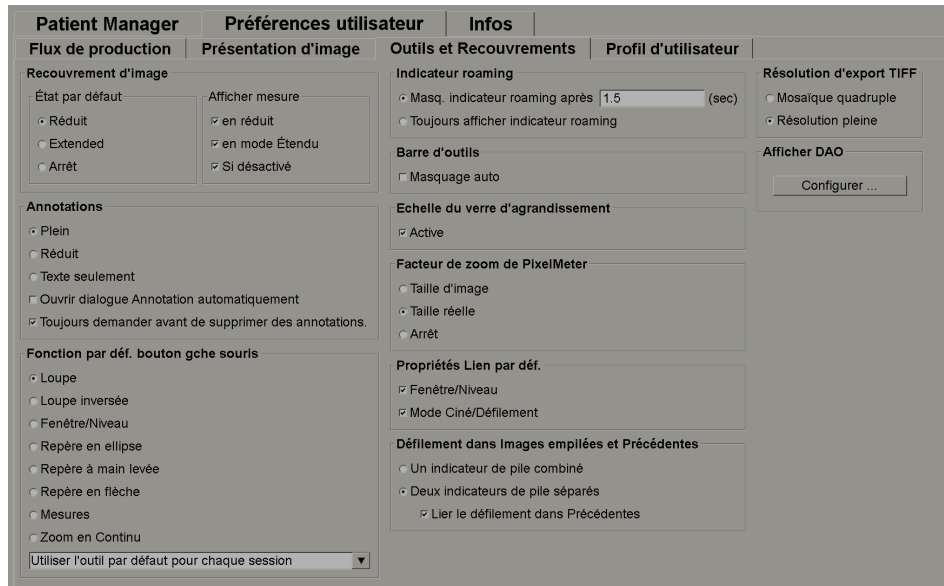 Patient Manager
Préférences utilisateur
Infos
Flux de production
Présentation d'image
Outils et Recouvrements
Profil d'utilisateur
Recouvrement d'image
État par défaut
Réduit
Extended
Arrêt
Afficher mesure
en réduit
en mode Étendu
Si désactivé
Annotations
Plein
Réduit
Texte seulement
Ouvrir dialogue Annotation automatiquement
Toujours demander avant de supprimer des annotations.
Fonction par déf. bouton gche souris
Loupe
Loupe inversée
Fenêtre/Niveau
Repère en ellipse
Repère à main levée
Repère en flèche
Mesures
Zoom en Continu
Utiliser l'outil par défaut pour chaque session
Indicateur roaming
Masq. indicateur roaming après 1.5 (sec)
Toujours afficher indicateur roaming
Barre d'outils
Masquage auto
Echelle du verre d'agrandissement
Active
Facteur de zoom de PixelMeter
Taille d'image
Taille réelle
Arrêt
Propriétés Lien par déf.
Fenêtre/Niveau
Mode Ciné/Défilement
Défilement dans Images empilées et Précédentes
Un indicateur de pile combiné
Deux indicateurs de pile séparés
Lier le défilement dans Précédentes
Résolution d'export TIFF
Mosaïque quadruple
Résolution pleine
Afficher DAO
Configurer ...